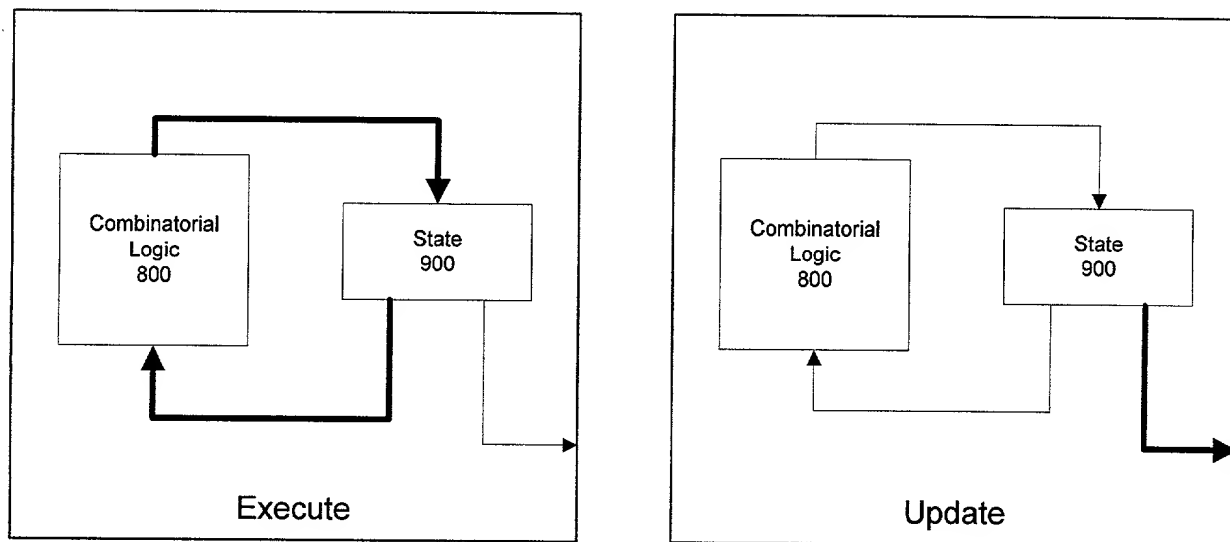 Combinatorial
Logic
800
State
900
Execute
Combinatorial
Logic
800
State
900
Update